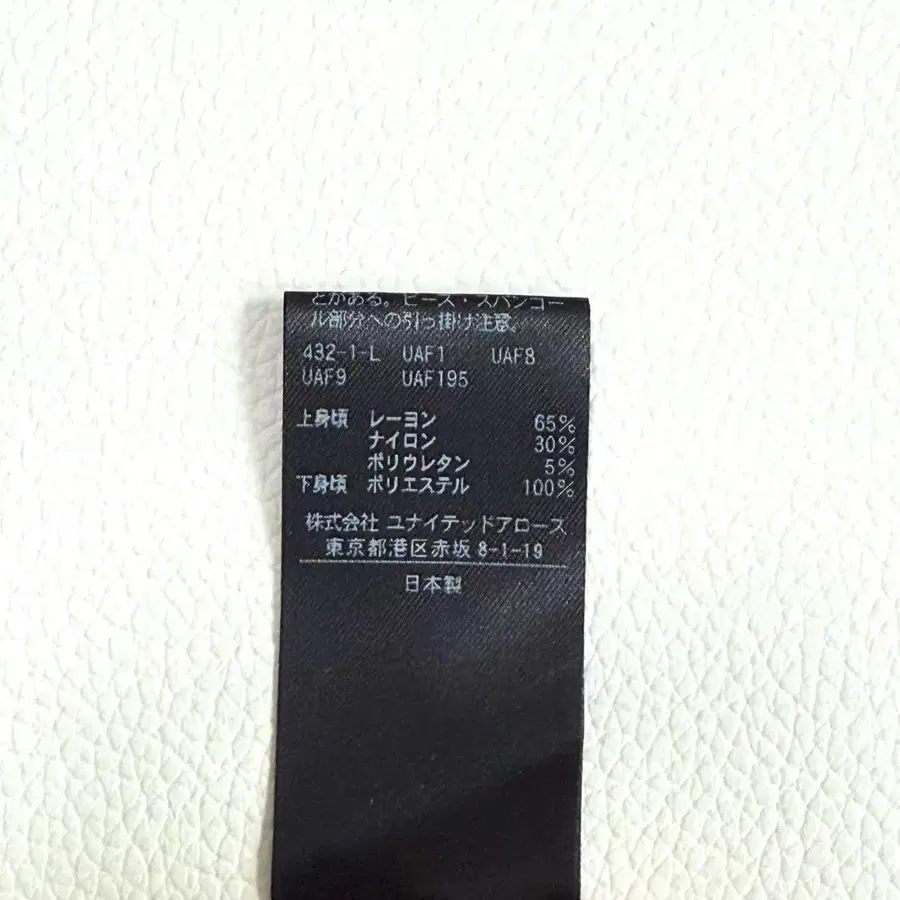 とがある。ビーズ・スパンコー
ル部分への引っ掛け注意。
432-1-L UAF1 UAF8
UAF9 UAF195
上身頃 レーヨン 65%
ナイロン 30%
ポリウレタン 5%
下身頃 ポリエステル 100%
株式会社 ユナイテッドアローズ
東京都港区赤坂 8-1-19
日本製